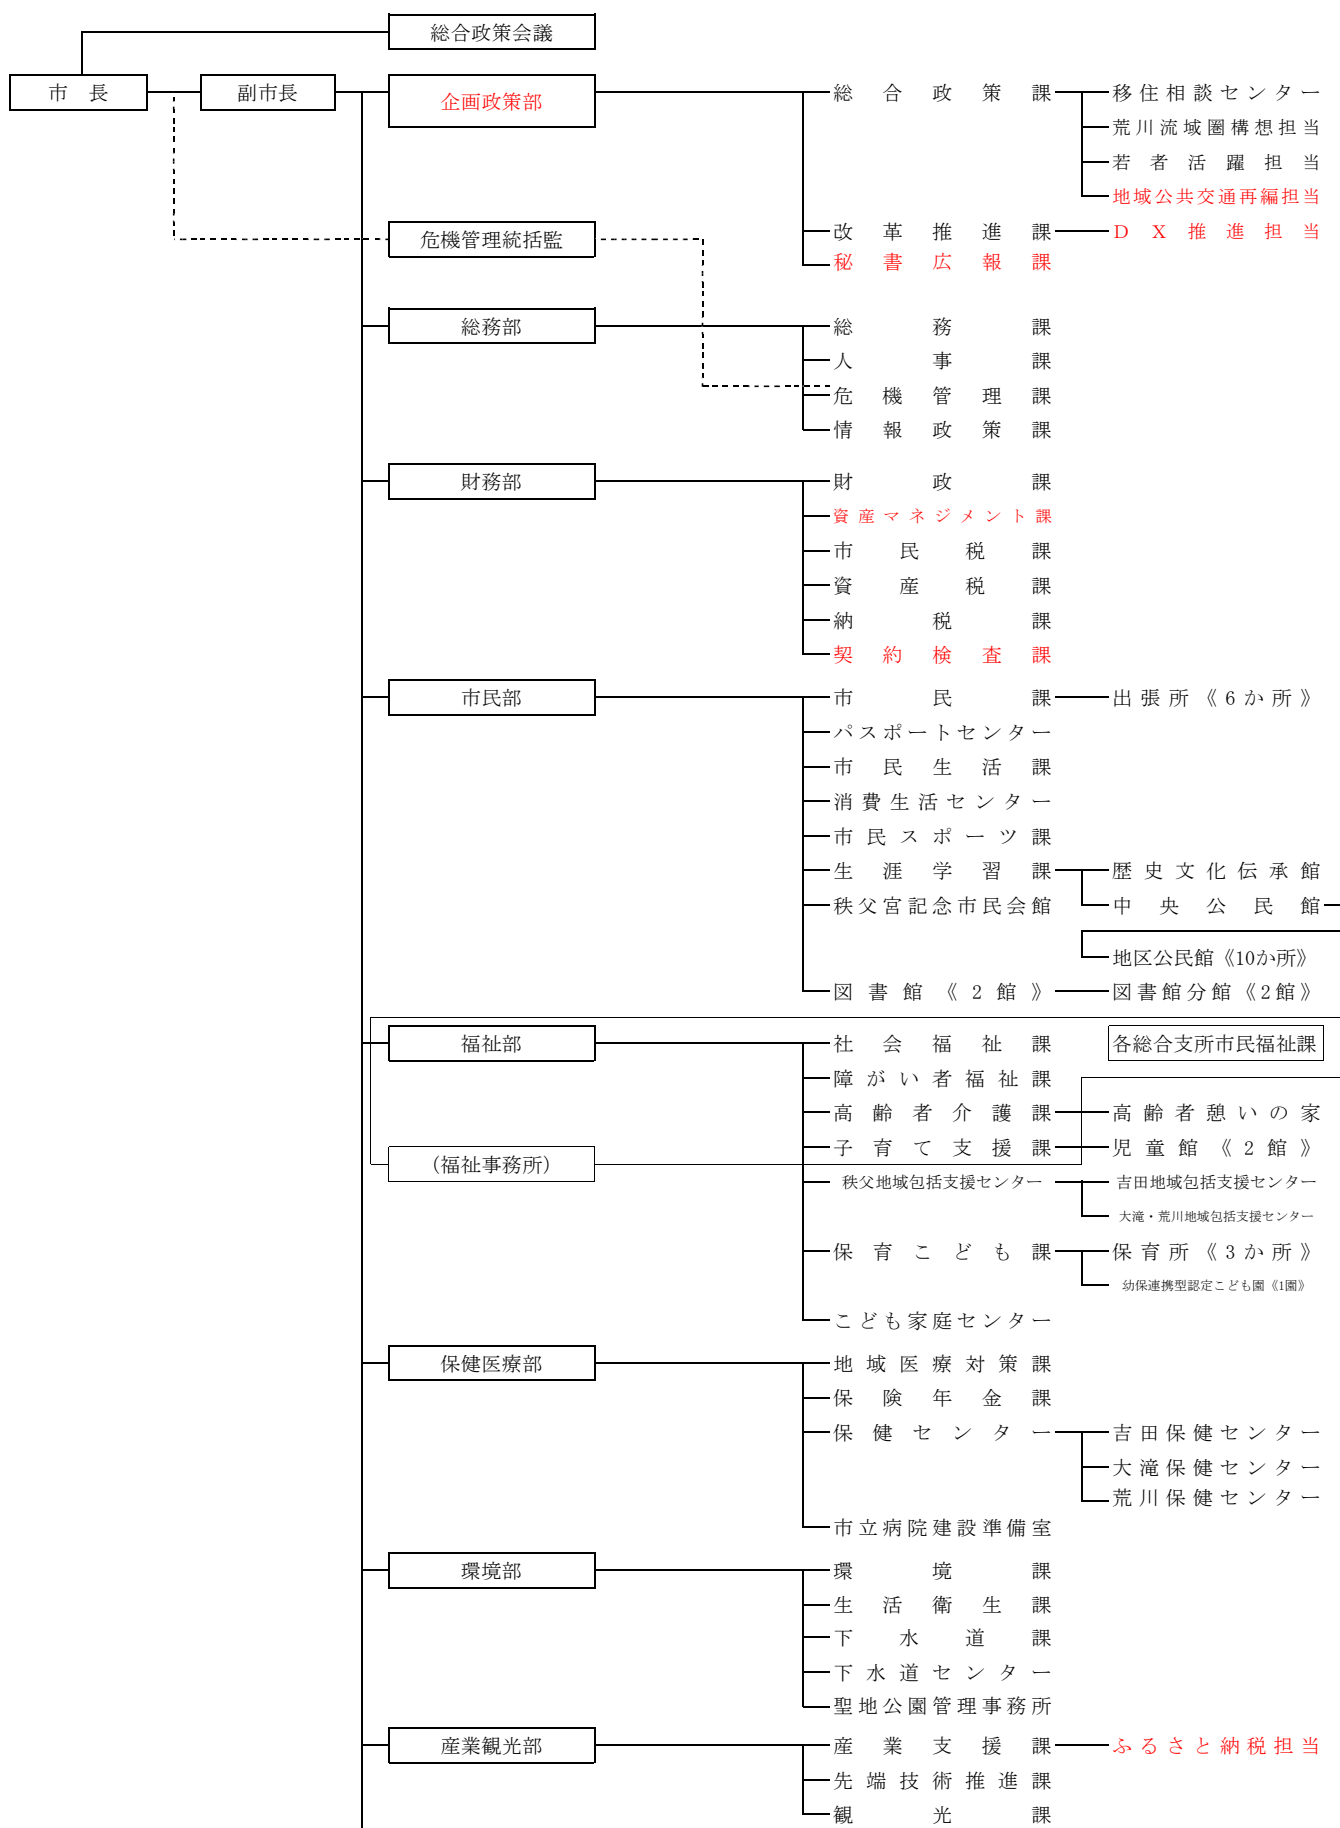 総合政策会議
市長 副市長 企画政策部 総合政策課 移住相談センター
荒川流域圏構想担当
若者活躍担当
地域公共交通再編担当
危機管理統括監 改革推進課 DX推進担当
秘書広報課
総務部 総務課
人事課
危機管理課
情報政策課
財務部 財政課
資産マネジメント課
市民税課
資産税課
納税課
契約検査課
市民部 市民課 出張所《6か所》
パスポートセンター
市民生活課
消費生活センター
市民スポーツ課
生涯学習課 歴史文化伝承館
秩父宮記念市民会館 中央公民館
地区公民館《10か所》
図書館《2館》 図書館分館《2館》
福祉部 社会福祉課 各総合支所市民福祉課
障がい者福祉課
高齢者介護課 高齢者憩いの家
(福祉事務所) 子育て支援課 児童館《2館》
秩父地域包括支援センター 吉田地域包括支援センター
大滝・荒川地域包括支援センター
保育こども課 保育所《3か所》
幼保連携型認定こども園《1園》
こども家庭センター
保健医療部 地域医療対策課
保険年金課
保健センター 吉田保健センター
大滝保健センター
荒川保健センター
市立病院建設準備室
環境部 環境課
生活衛生課
下水道課
下水道センター
聖地公園管理事務所
産業観光部 産業支援課 ふるさと納税担当
先端技術推進課
観光課